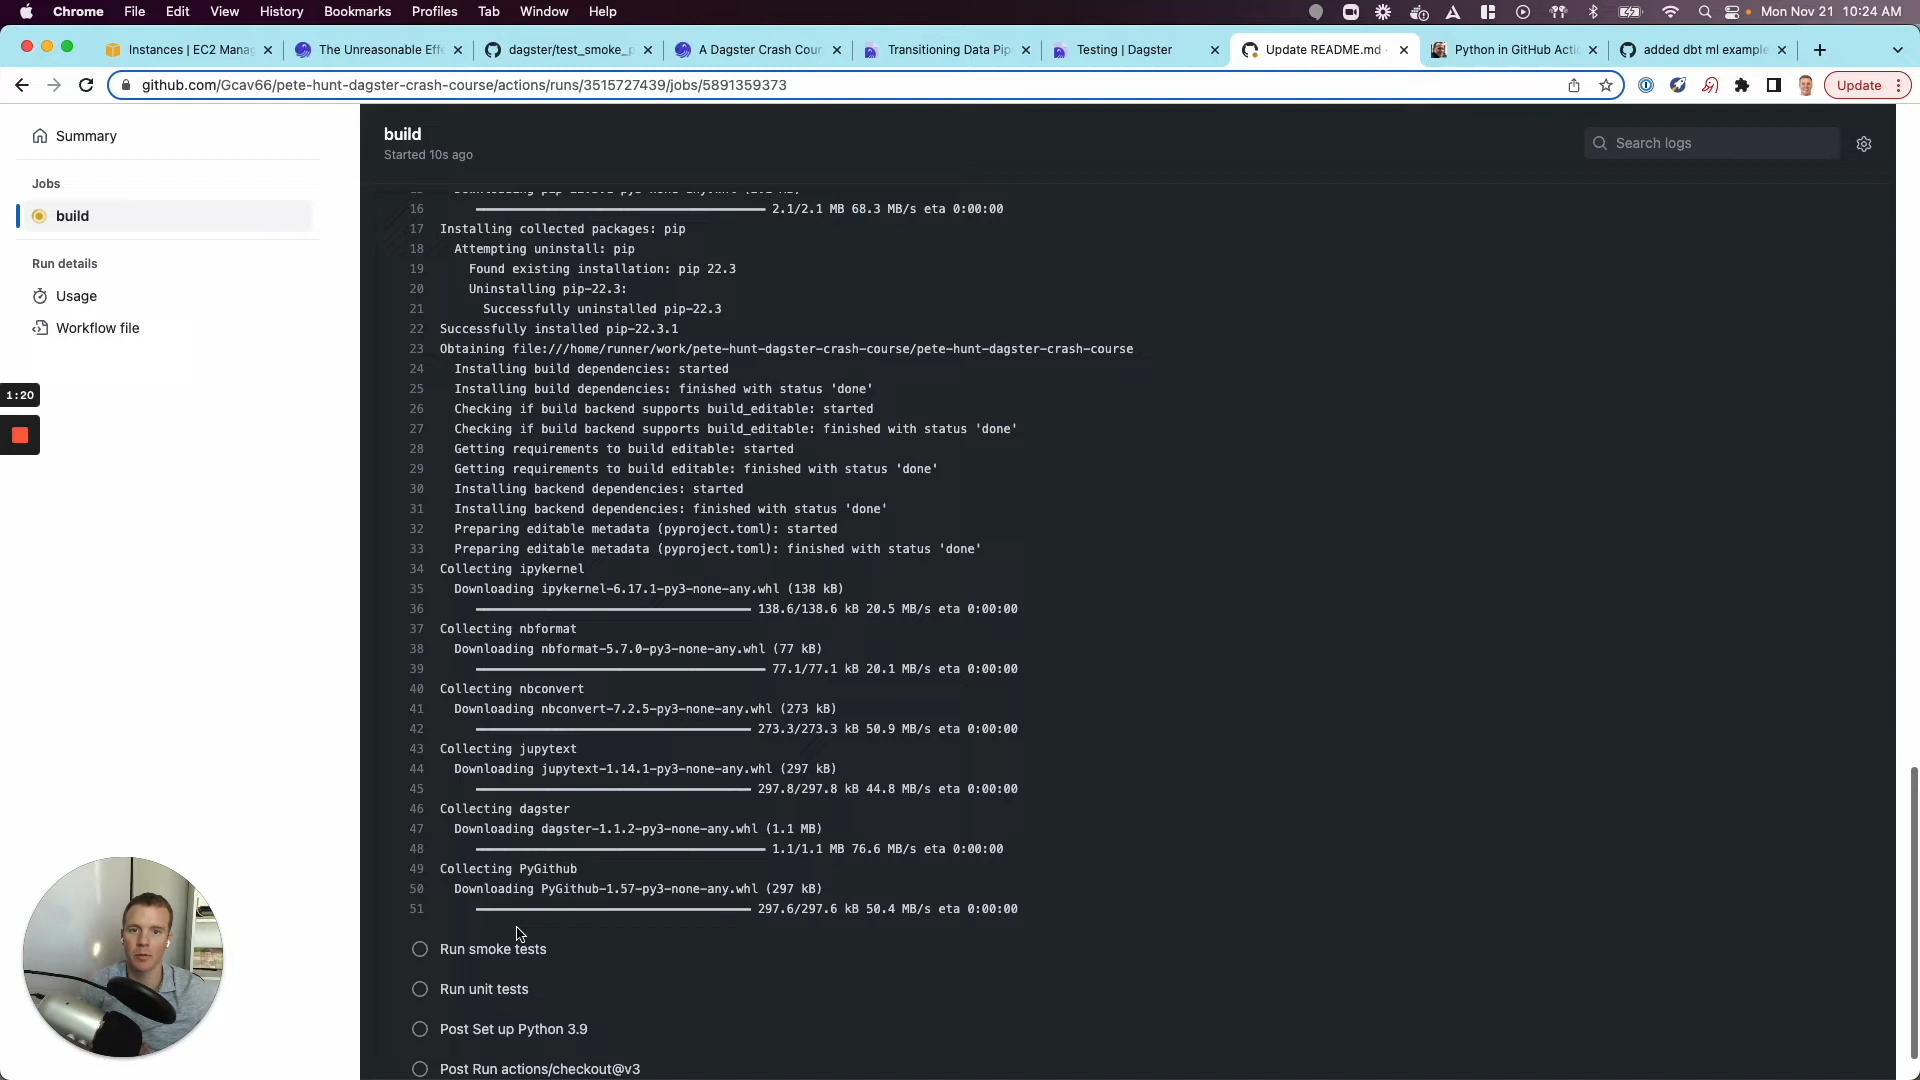 Chrome File Edit View History Bookmarks Profiles Tab Window Help Mon Nov 21 10:24 AM
Instances | EC2 Manag
The Unreasonable Effe
dagster/test_smoke_p
A Dagster Crash Cour
Transitioning Data Pip
Testing | Dagster
Update README.md
Python in GitHub Actio
added dbt ml example
github.com/Gcav66/pete-hunt-dagster-crash-course/actions/runs/3515727439/jobs/5891359373
Update
Summary
Jobs
build
Run details
Usage
Workflow file
1:20
build
Started 10s ago
Search logs
16 2.1/2.1 MB 68.3 MB/s eta 0:00:00
17 Installing collected packages: pip
18 Attempting uninstall: pip
19 Found existing installation: pip 22.3
20 Uninstalling pip-22.3:
21 Successfully uninstalled pip-22.3
22 Successfully installed pip-22.3.1
23 Obtaining file:///home/runner/work/pete-hunt-dagster-crash-course/pete-hunt-dagster-crash-course
24 Installing build dependencies: started
25 Installing build dependencies: finished with status 'done'
26 Checking if build backend supports build_editable: started
27 Checking if build backend supports build_editable: finished with status 'done'
28 Getting requirements to build editable: started
29 Getting requirements to build editable: finished with status 'done'
30 Installing backend dependencies: started
31 Installing backend dependencies: finished with status 'done'
32 Preparing editable metadata (pyproject.toml): started
33 Preparing editable metadata (pyproject.toml): finished with status 'done'
34 Collecting ipykernel
35 Downloading ipykernel-6.17.1-py3-none-any.whl (138 kB)
36 138.6/138.6 kB 20.5 MB/s eta 0:00:00
37 Collecting nbformat
38 Downloading nbformat-5.7.0-py3-none-any.whl (77 kB)
39 77.1/77.1 kB 20.1 MB/s eta 0:00:00
40 Collecting nbconvert
41 Downloading nbconvert-7.2.5-py3-none-any.whl (273 kB)
42 273.3/273.3 kB 50.9 MB/s eta 0:00:00
43 Collecting jupytext
44 Downloading jupytext-1.14.1-py3-none-any.whl (297 kB)
45 297.8/297.8 kB 44.8 MB/s eta 0:00:00
46 Collecting dagster
47 Downloading dagster-1.1.2-py3-none-any.whl (1.1 MB)
48 1.1/1.1 MB 76.6 MB/s eta 0:00:00
49 Collecting PyGithub
50 Downloading PyGithub-1.57-py3-none-any.whl (297 kB)
51 297.6/297.6 kB 50.4 MB/s eta 0:00:00
Run smoke tests
Run unit tests
Post Set up Python 3.9
Post Run actions/checkout@v3